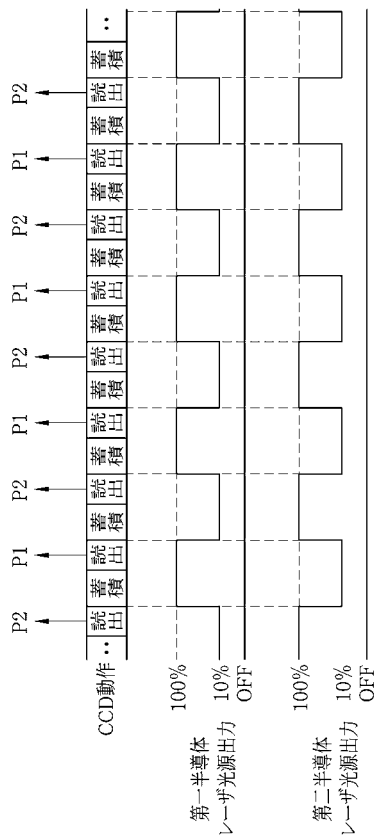 P2 P1 P2 P1 P2 P1 P2 P1 P2
CCD動作 ‥ 読出 蓄積 読出 蓄積 読出 蓄積 読出 蓄積 読出 蓄積 読出 蓄積 読出 蓄積 読出 蓄積 読出 蓄積 ‥
第一半導体
レーザ光源出力
100%
10%
OFF
第二半導体
レーザ光源出力
100%
10%
OFF